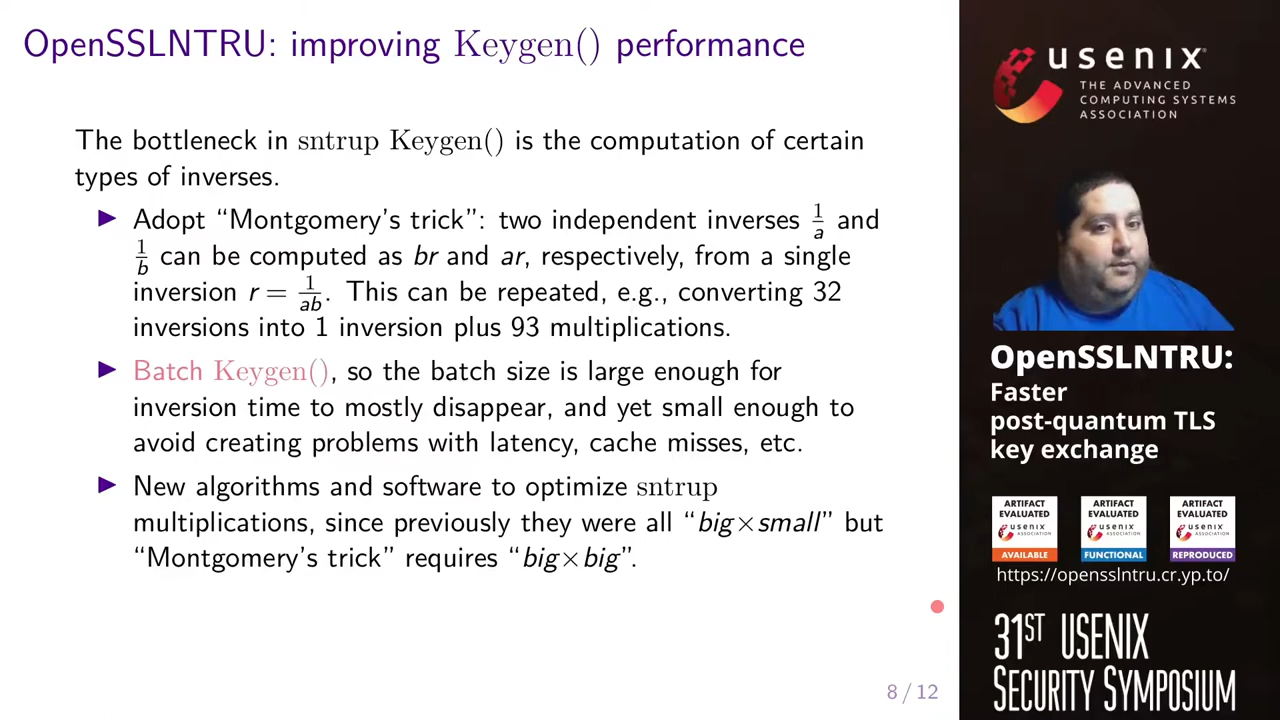 OpenSSLNTRU: improving Keygen() performance
The bottleneck in sntrup Keygen() is the computation of certain
types of inverses.
▶ Adopt “Montgomery’s trick”: two independent inverses 1/a and
1/b can be computed as br and ar, respectively, from a single
inversion r = 1/ab. This can be repeated, e.g., converting 32
inversions into 1 inversion plus 93 multiplications.
▶ Batch Keygen(), so the batch size is large enough for
inversion time to mostly disappear, and yet small enough to
avoid creating problems with latency, cache misses, etc.
▶ New algorithms and software to optimize sntrup
multiplications, since previously they were all “big×small” but
“Montgomery’s trick” requires “big×big”.
8 / 12
usenix
THE ADVANCED
COMPUTING SYSTEMS
ASSOCIATION
OpenSSLNTRU:
Faster
post-quantum TLS
key exchange
ARTIFACT
EVALUATED
usenix
ASSOCIATION
AVAILABLE
ARTIFACT
EVALUATED
usenix
ASSOCIATION
FUNCTIONAL
ARTIFACT
EVALUATED
usenix
ASSOCIATION
REPRODUCED
https://opensslntru.cr.yp.to/
31ST USENIX
SECURITY SYMPOSIUM